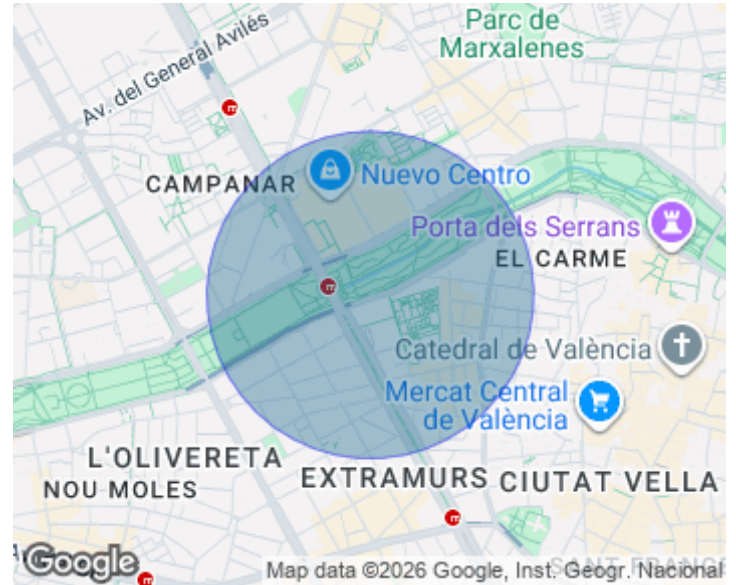 Parc de
Marxalenes
Av. del General Avilés
CAMPANAR
Nuevo Centro
Porta dels Serrans
EL CARME
Catedral de València
Mercat Central
de València
L'OLIVERETA
NOU MOLES
EXTRAMURS
CIUTAT VELLA
Google
Map data ©2026 Google, Inst. Geogr. Nacional